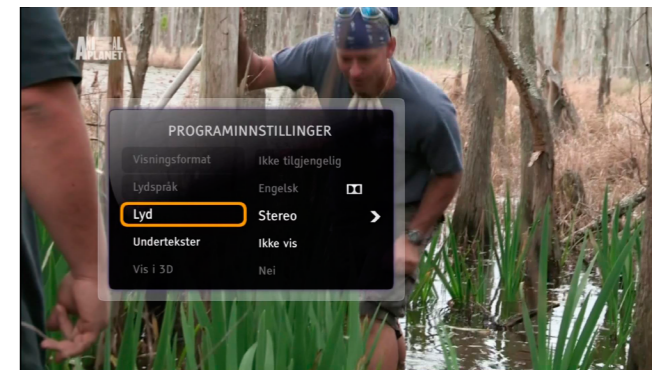 ANIMAL
PLANET
PROGRAMINNSTILLINGER
Visningsformat Ikke tilgjengelig
Lydspråk Engelsk
Lyd Stereo
Undertekster Ikke vis
Vis i 3D Nei